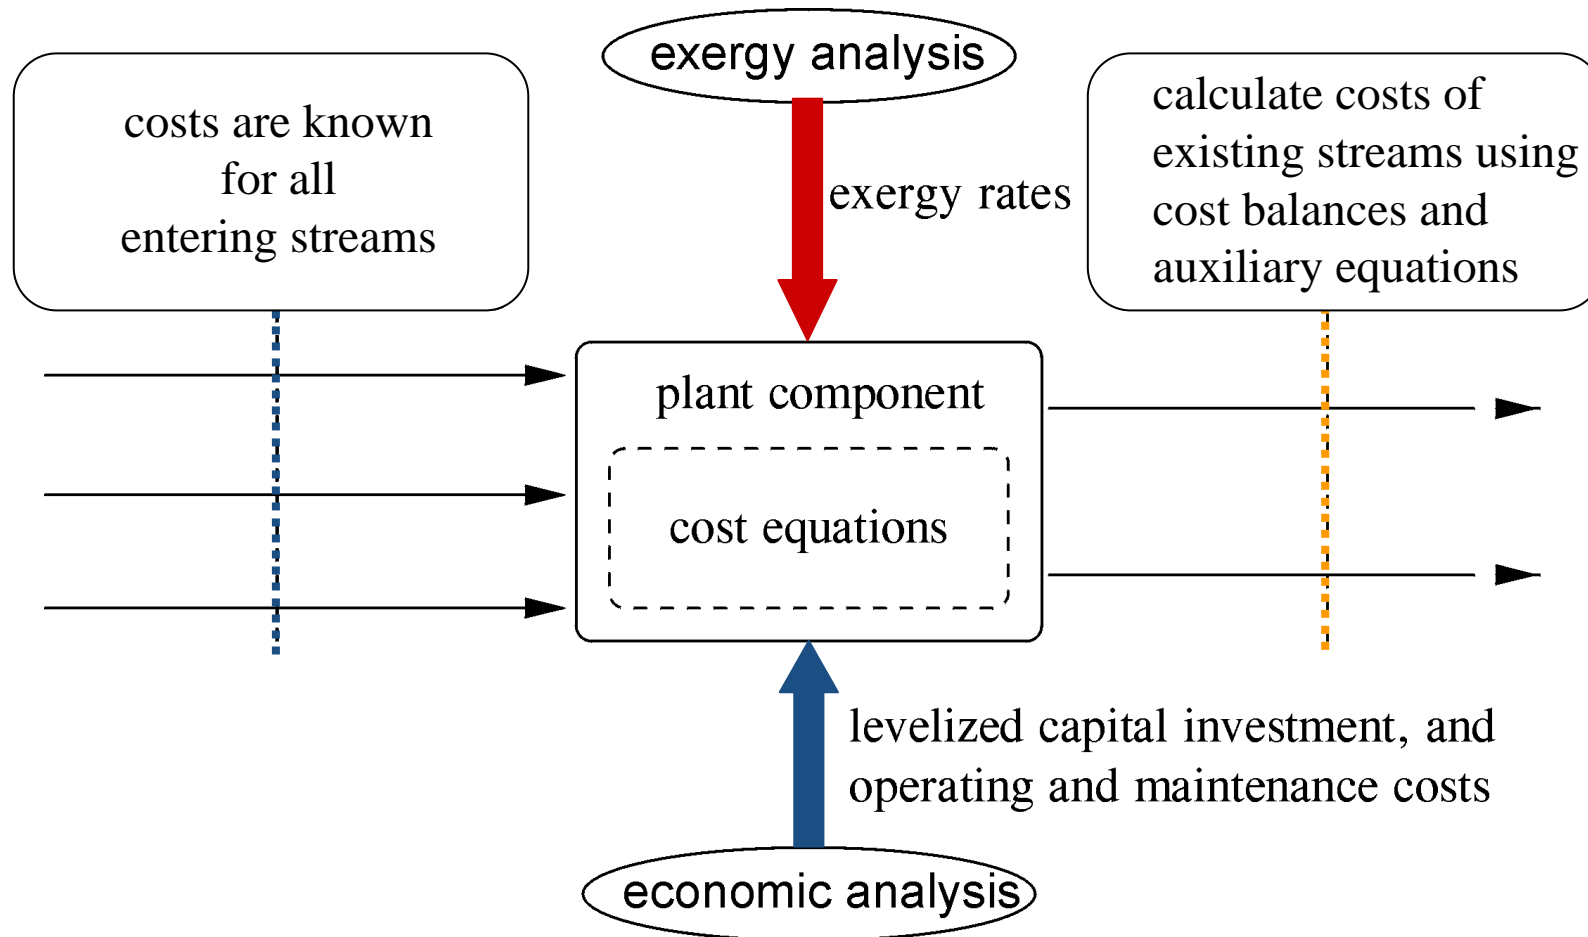 exergy analysis
costs are known
for all
entering streams
exergy rates
calculate costs of
existing streams using
cost balances and
auxiliary equations
plant component
cost equations
levelized capital investment, and
operating and maintenance costs
economic analysis